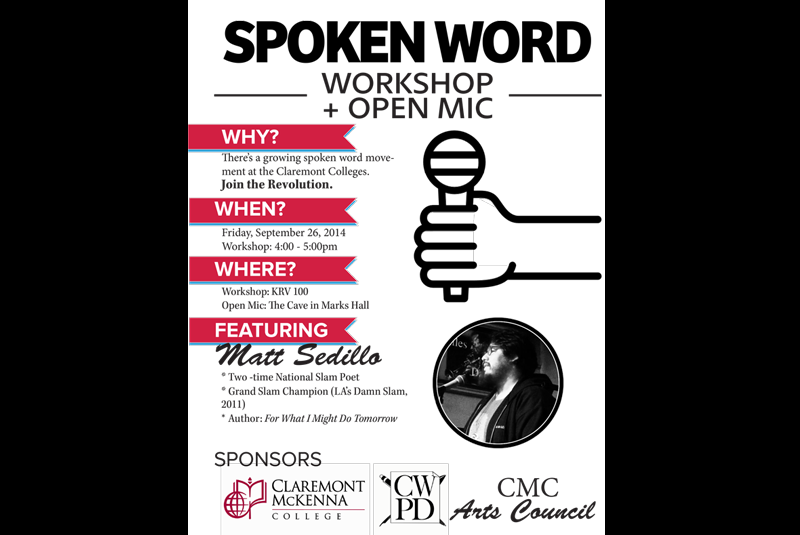 SPOKEN WORD
WORKSHOP
+ OPEN MIC
WHY?
There's a growing spoken word move-
ment at the Claremont Colleges.
Join the Revolution.
WHEN?
Friday, September 26, 2014
Workshop: 4:00 - 5:00pm
WHERE?
Workshop: KRV 100
Open Mic: The Cave in Marks Hall
FEATURING
Matt Sedillo
* Two -time National Slam Poet
* Grand Slam Champion (LA's Damn Slam,
2011)
* Author: For What I Might Do Tomorrow
SPONSORS
CLAREMONT
MCKENNA
COLLEGE
CW
PD
CMC
Arts Council